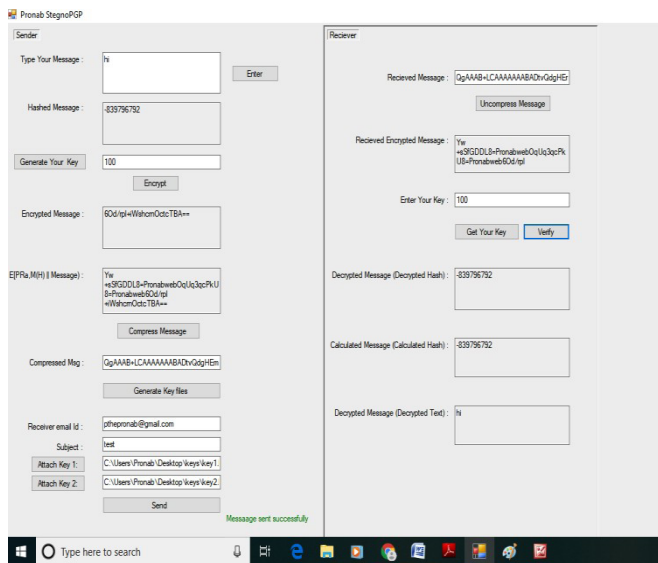 Pronab StegnoPGP
Sender
Type Your Message :
hi
Enter
Hashed Message :
-839796792
Generate Your Key
100
Encrypt
Encrypted Message :
6Od/rpl+iWshcmOctcTBA==
E[PRa,M(H) || Message) :
Yw
+sSfGDDL8=PronabwebOqUq3qcPkU
8=Pronabweb6Od/rpl
+iWshcmOctcTBA==
Compress Message
Compressed Msg :
QgAAAB+LCAAAAAAABADtvQdgHEm
Generate Key files
Receiver email Id :
pthepronab@gmail.com
Subject :
test
Attach Key 1:
C:\Users\Pronab\Desktop\keys\key1.
Attach Key 2:
C:\Users\Pronab\Desktop\keys\key2.
Send
Messsage sent successfully
Reciever
Recieved Message :
QgAAAB+LCAAAAAAABADtvQdgHEr
Uncompress Message
Recieved Encrypted Message :
Yw
+sSfGDDL8=PronabwebOqUq3qcPk
U8=Pronabweb6Od/rpl
Enter Your Key :
100
Get Your Key
Verify
Decrypted Message (Decrypted Hash) :
-839796792
Calculated Message (Calculated Hash) :
-839796792
Decrypted Message (Decrypted Text) :
hi
Type here to search